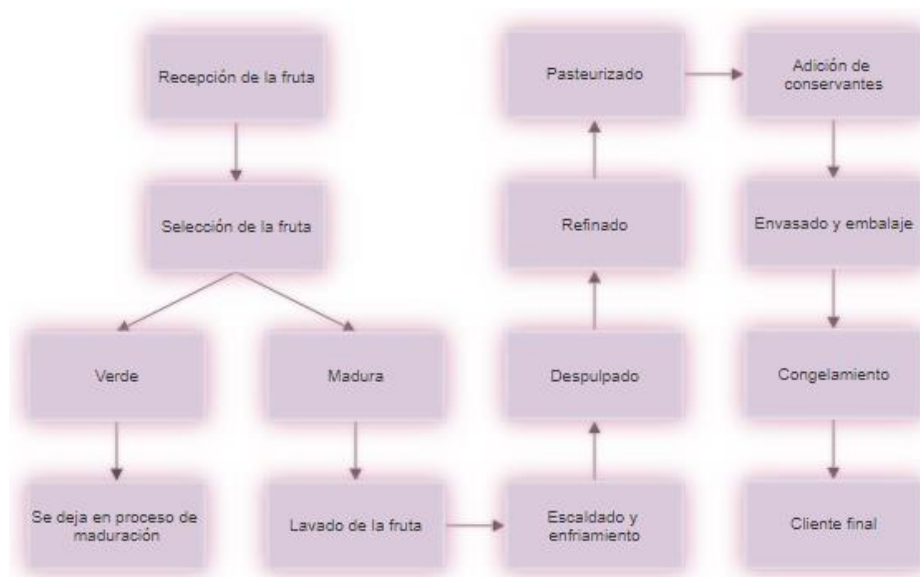 Recepción de la fruta
Selección de la fruta
Verde
Madura
Se deja en proceso de
maduración
Lavado de la fruta
Escaldado y
enfriamiento
Despulpado
Refinado
Pasteurizado
Adición de
conservantes
Envasado y embalaje
Congelamiento
Cliente final